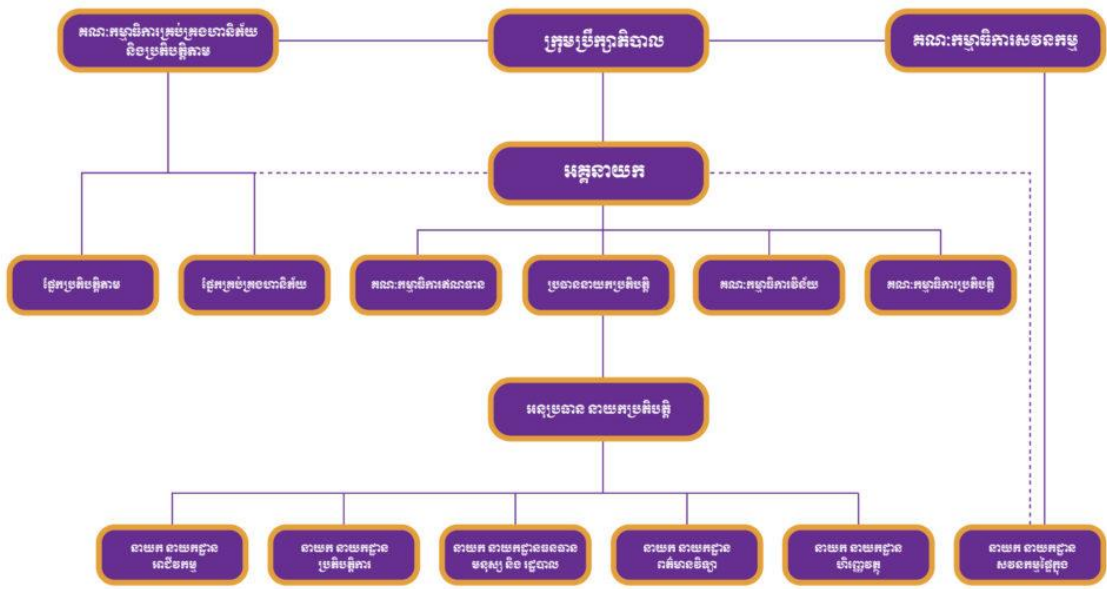 គណៈកម្មាធិការគ្រប់គ្រងហានិភ័យ
និងប្រតិបត្តិតាម
ក្រុមប្រឹក្សាភិបាល
គណៈកម្មាធិការសវនកម្ម
អគ្គនាយក
ផ្នែកប្រតិបត្តិតាម
ផ្នែកគ្រប់គ្រងហានិភ័យ
គណៈកម្មាធិការឥណទាន
ប្រធាននាយកប្រតិបត្តិ
គណៈកម្មាធិការវិន័យ
គណៈកម្មាធិការប្រតិបត្តិ
អនុប្រធាន នាយកប្រតិបត្តិ
នាយក នាយកដ្ឋាន
អាជីវកម្ម
នាយក នាយកដ្ឋាន
ប្រតិបត្តិការ
នាយក នាយកដ្ឋានធនធាន
មនុស្ស និង រដ្ឋបាល
នាយក នាយកដ្ឋាន
ព័ត៌មានវិទ្យា
នាយក នាយកដ្ឋាន
ហិរញ្ញវត្ថុ
នាយក នាយកដ្ឋាន
សវនកម្មផ្ទៃក្នុង